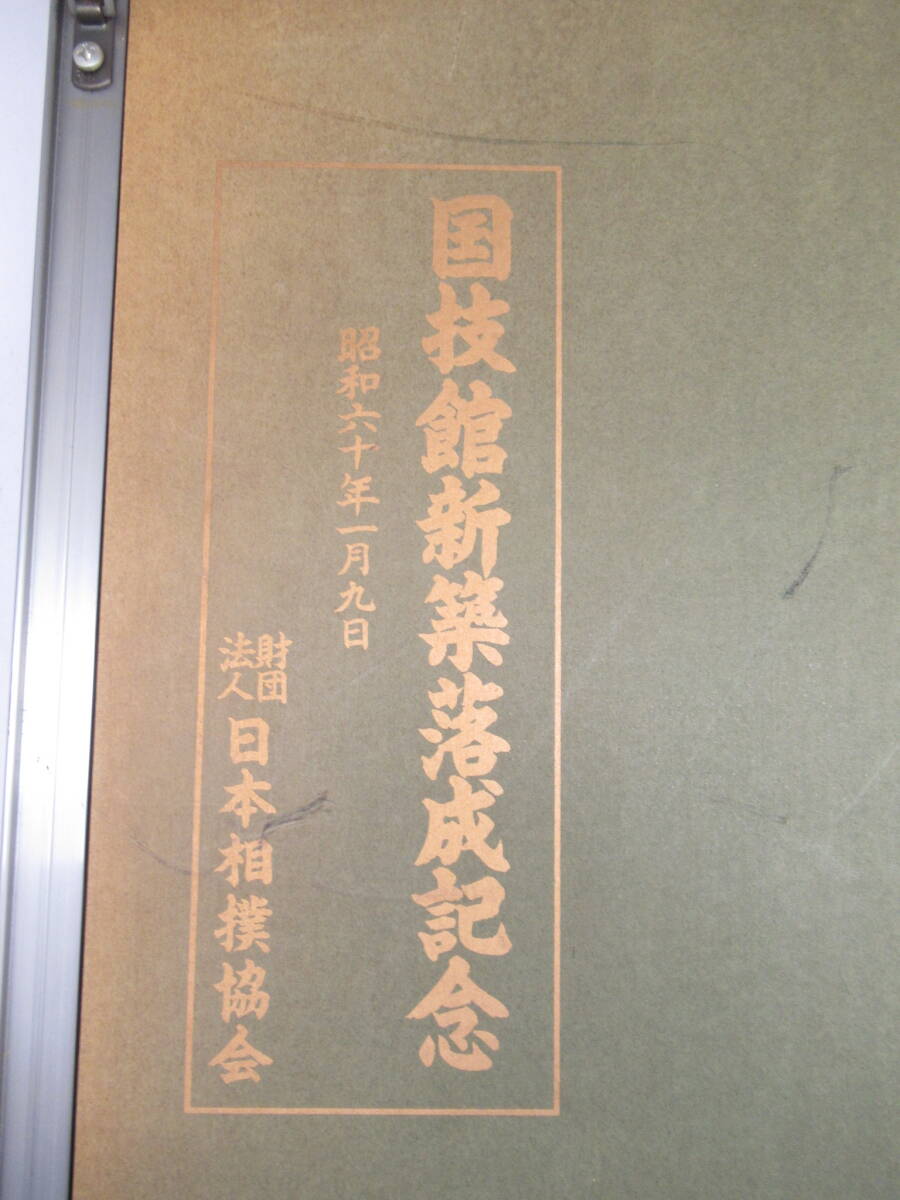 国技館新築落成記念
昭和六十年一月九日
財団法人 日本相撲協会